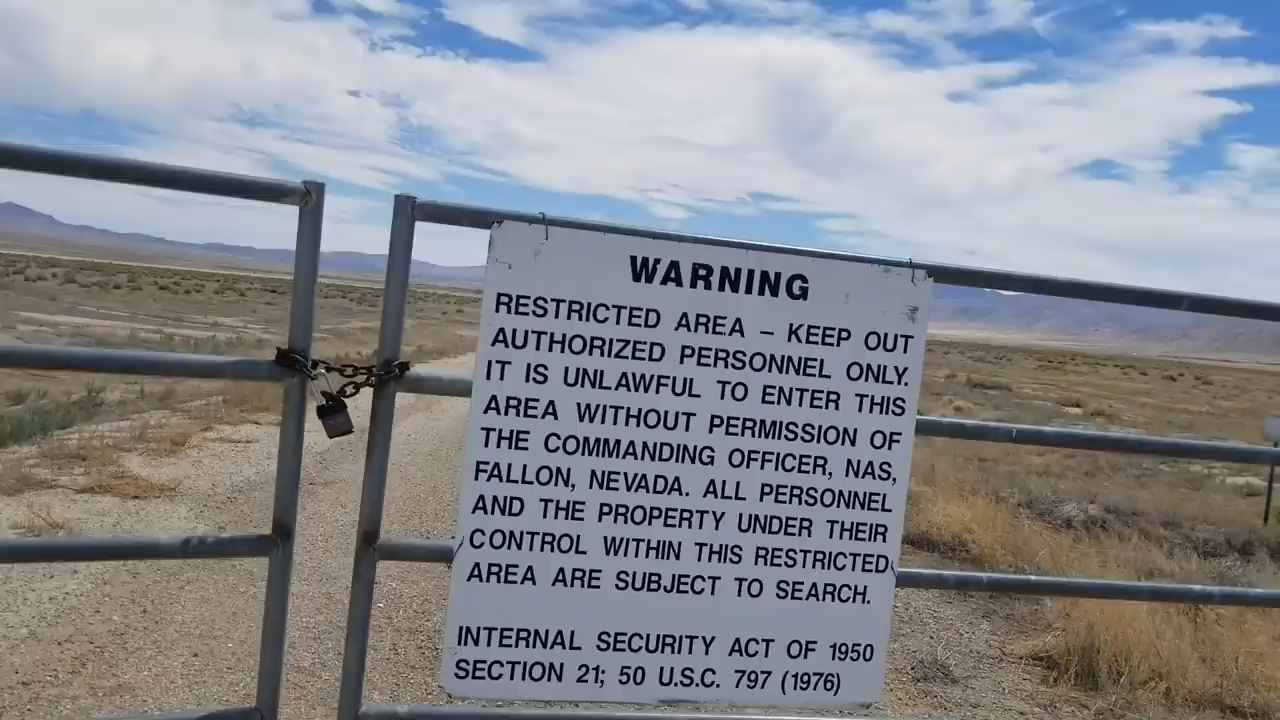 WARNING
RESTRICTED AREA – KEEP OUT
AUTHORIZED PERSONNEL ONLY.
IT IS UNLAWFUL TO ENTER THIS
AREA WITHOUT PERMISSION OF
THE COMMANDING OFFICER, NAS,
FALLON, NEVADA. ALL PERSONNEL
AND THE PROPERTY UNDER THEIR
CONTROL WITHIN THIS RESTRICTED
AREA ARE SUBJECT TO SEARCH.
INTERNAL SECURITY ACT OF 1950
SECTION 21; 50 U.S.C. 797 (1976)